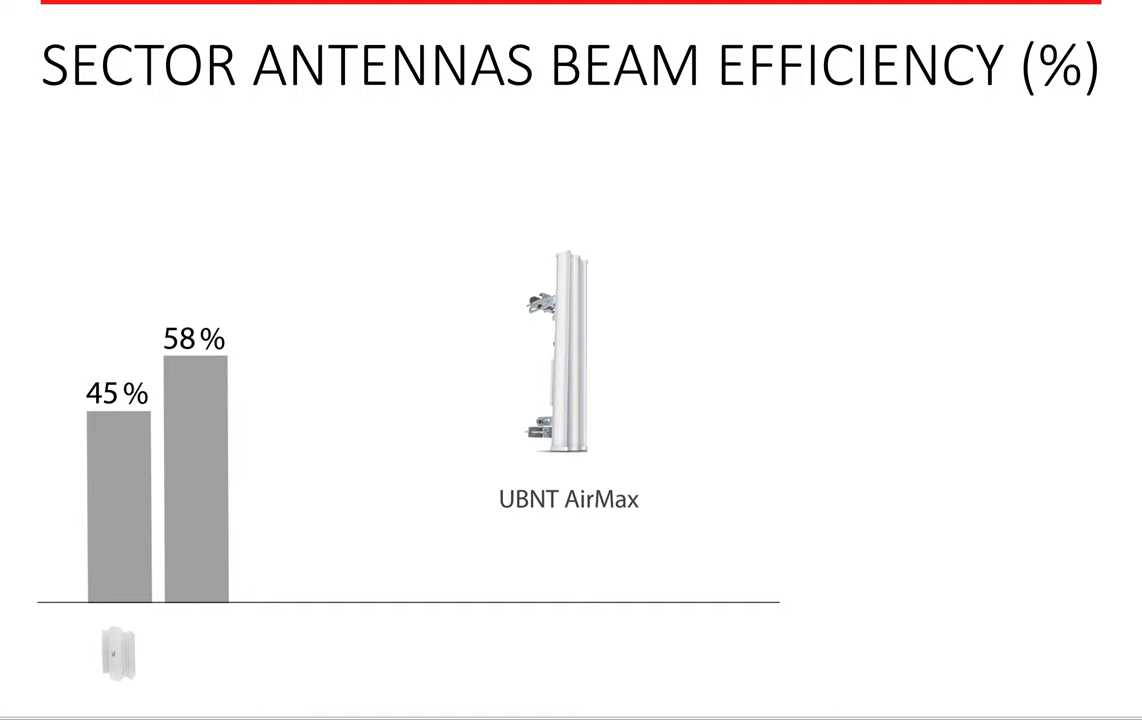 SECTOR ANTENNAS BEAM EFFICIENCY (%)
58 %
45 %
UBNT AirMax